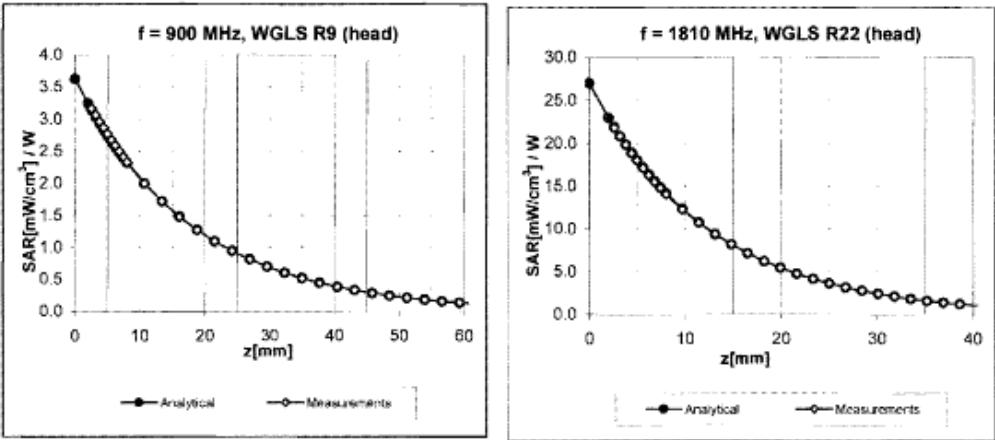 f = 900 MHz, WGLS R9 (head)
SAR[mW/cm³] / W
4.0
3.5
3.0
2.5
2.0
1.5
1.0
0.5
0.0
0 10 20 30 40 50 60
z[mm]
Analytical Measurements
f = 1810 MHz, WGLS R22 (head)
SAR[mW/cm³] / W
30.0
25.0
20.0
15.0
10.0
5.0
0.0
0 10 20 30 40
z[mm]
Analytical Measurements